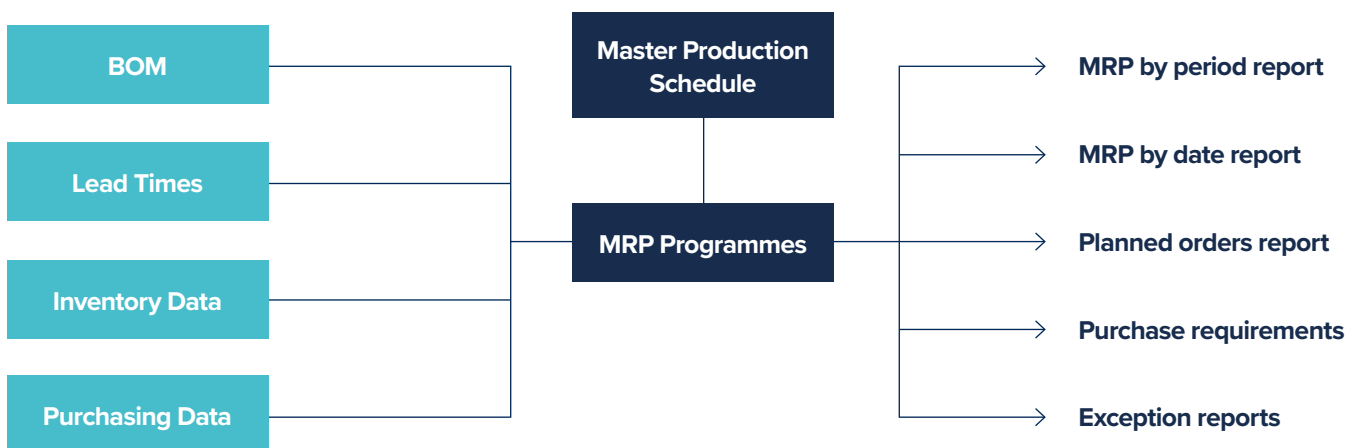 BOM
Lead Times
Inventory Data
Purchasing Data
Master Production
Schedule
MRP Programmes
MRP by period report
MRP by date report
Planned orders report
Purchase requirements
Exception reports